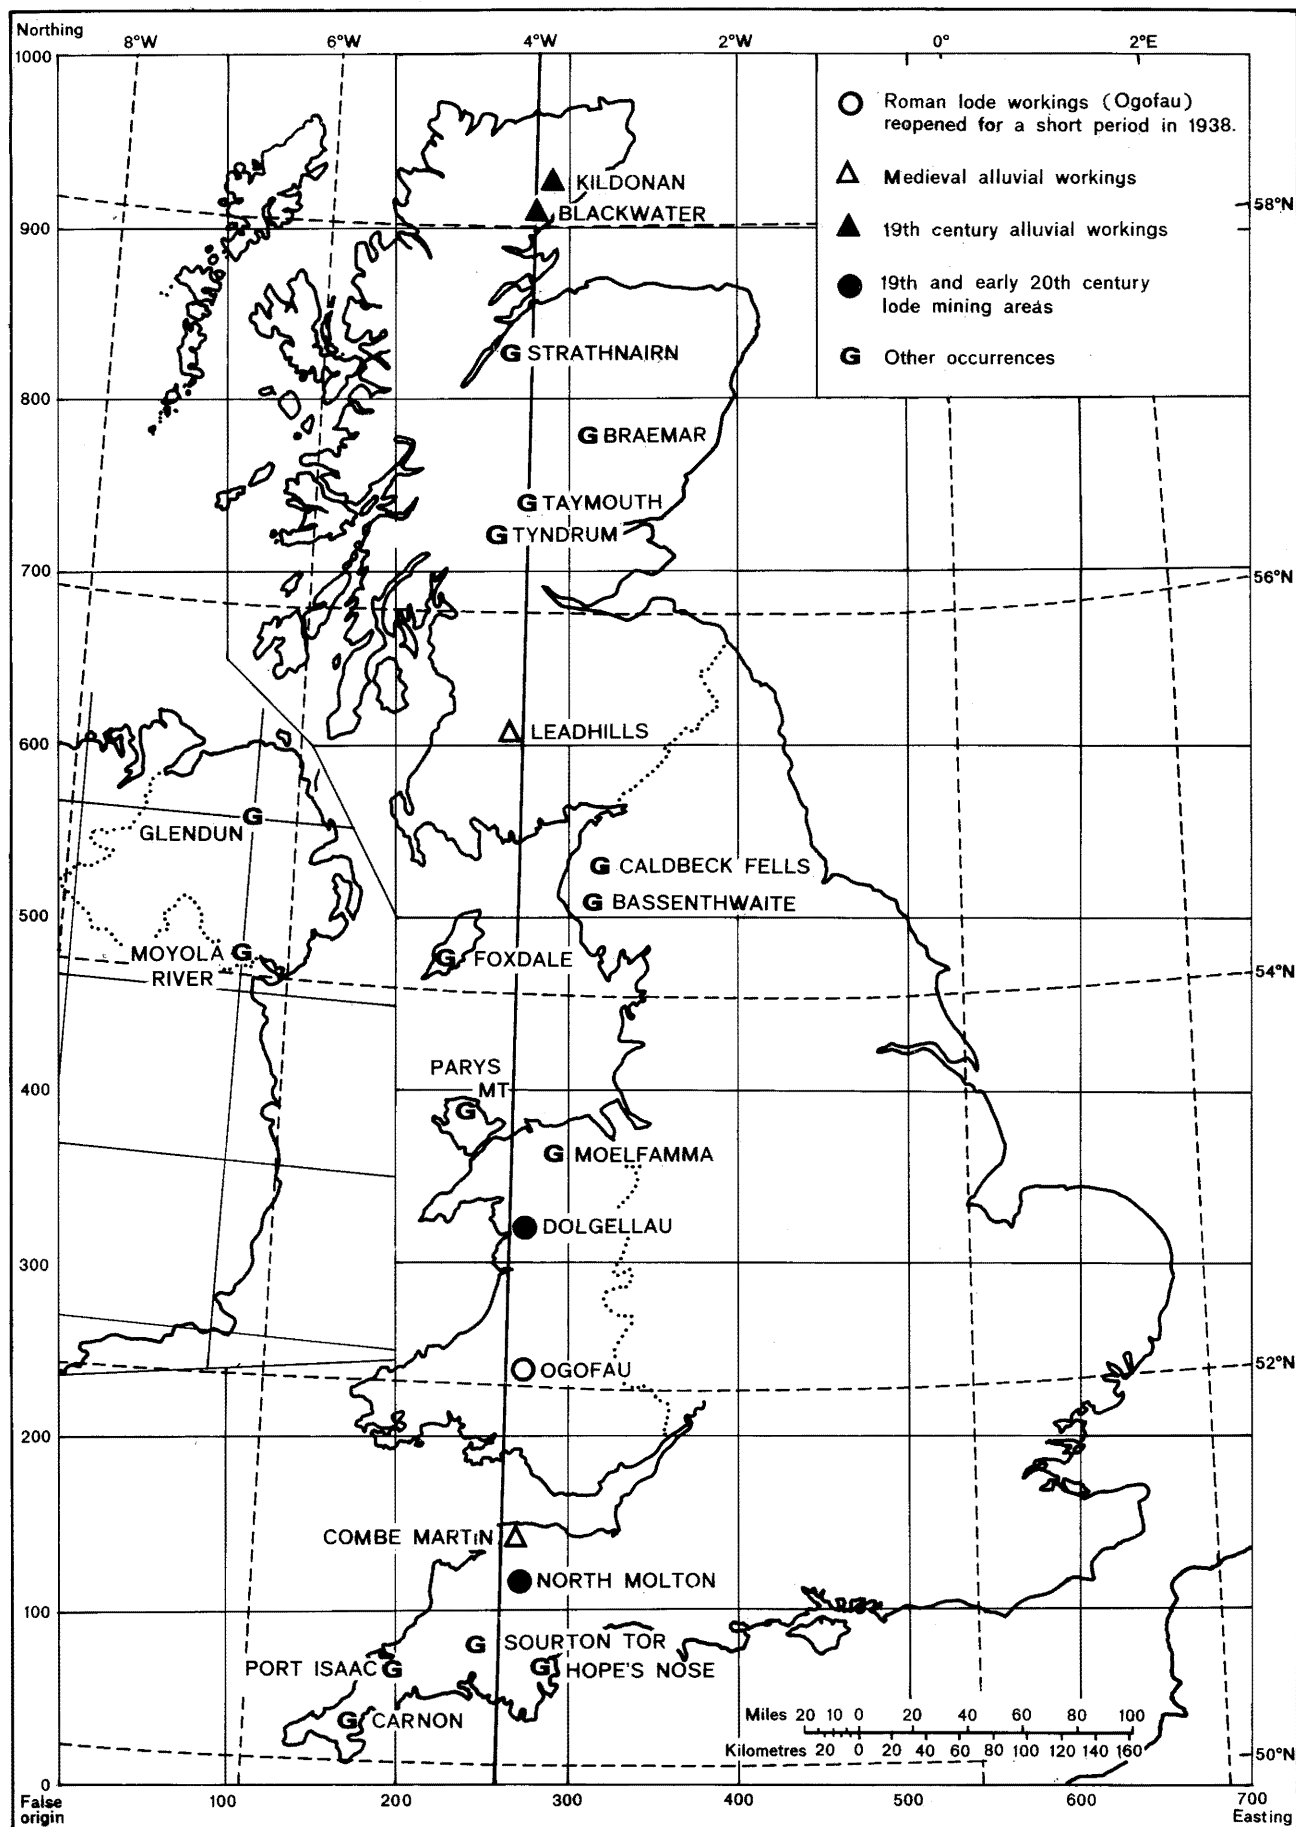 Northing
8°W 6°W 4°W 2°W 0° 2°E
1000
Roman lode workings (Ogofau)
reopened for a short period in 1938.
Medieval alluvial workings
19th century alluvial workings
19th and early 20th century
lode mining areas
G Other occurrences
KILDONAN
BLACKWATER
58°N
900
G STRATHNAIRN
800
G BRAEMAR
G TAYMOUTH
G TYNDRUM
700
56°N
LEADHILLS
600
G
GLENDUN
G CALDBECK FELLS
G BASSENTHWAITE
500
MOYOLA G
RIVER
G FOXDALE
54°N
PARYS
MT
400
G
G MOELFAMMA
DOLGELLAU
300
OGOFAU
52°N
200
COMBE MARTiN
NORTH MOLTON
100
G SOURTON TOR
PORT ISAAC G
G HOPE'S NOSE
G CARNON
Miles 20 10 0 20 40 60 80 100
Kilometres 20 0 20 40 60 80 100 120 140 160
50°N
0
False
origin
100 200 300 400 500 600 700
Easting